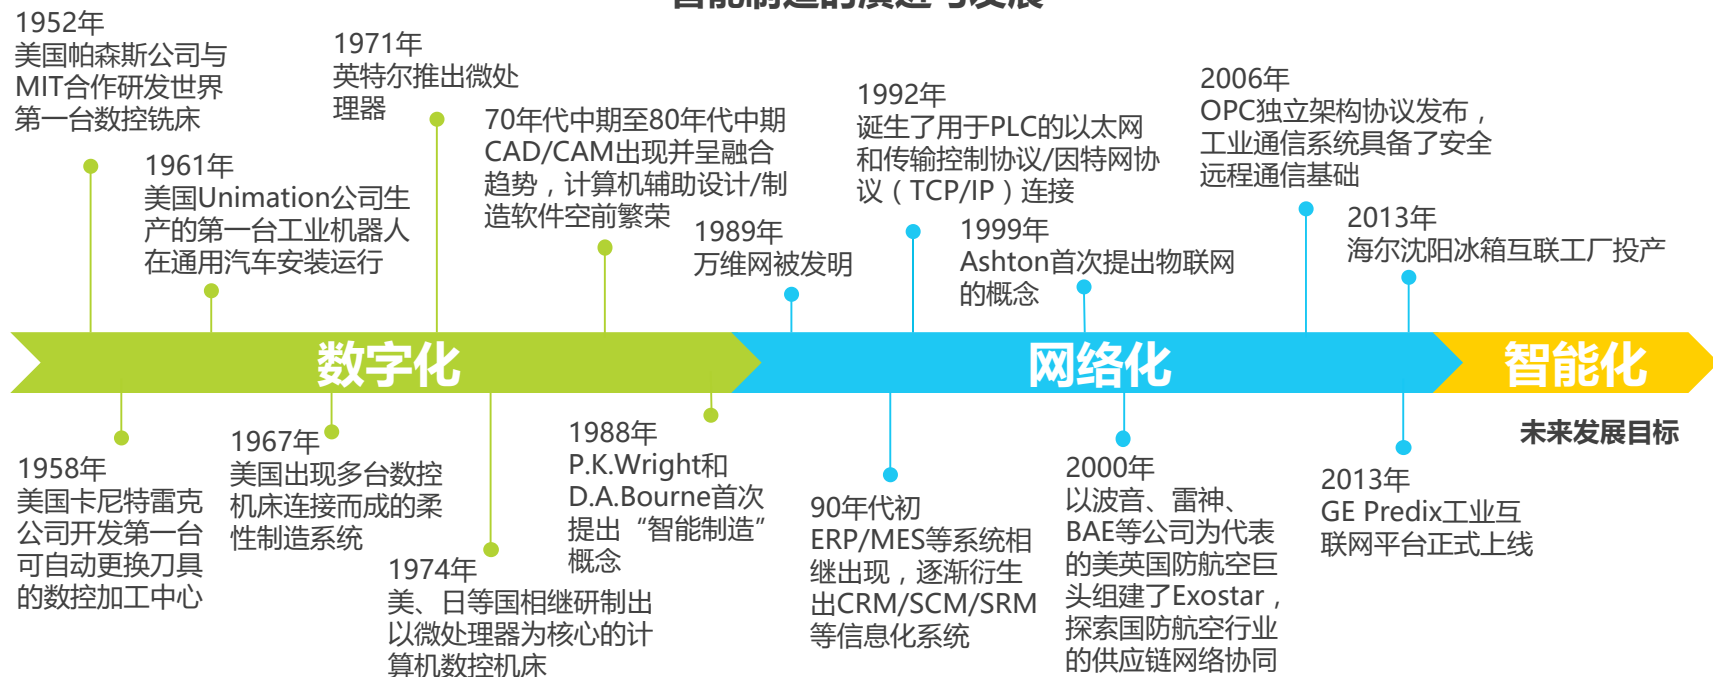 智能制造的演进与发展
1952年
美国帕森斯公司与
MIT合作研发世界
第一台数控铣床
1961年
美国Unimation公司生
产的第一台工业机器人
在通用汽车安装运行
1971年
英特尔推出微处
理器
70年代中期至80年代中期
CAD/CAM出现并呈融合
趋势，计算机辅助设计/制
造软件空前繁荣
1989年
万维网被发明
1992年
诞生了用于PLC的以太网
和传输控制协议/因特网协
议（TCP/IP）连接
1999年
Ashton首次提出物联网
的概念
2006年
OPC独立架构协议发布，
工业通信系统具备了安全
远程通信基础
2013年
海尔沈阳冰箱互联工厂投产
数字化
网络化
智能化
未来发展目标
1958年
美国卡尼特雷克
公司开发第一台
可自动更换刀具
的数控加工中心
1967年
美国出现多台数控
机床连接而成的柔
性制造系统
1974年
美、日等国相继研制出
以微处理器为核心的计
算机数控机床
1988年
P.K.Wright和
D.A.Bourne首次
提出“智能制造”
概念
90年代初
ERP/MES等系统相
继出现，逐渐衍生
出CRM/SCM/SRM
等信息化系统
2000年
以波音、雷神、
BAE等公司为代表
的美英国防航空巨
头组建了Exostar，
探索国防航空行业
的供应链网络协同
2013年
GE Predix工业互
联网平台正式上线